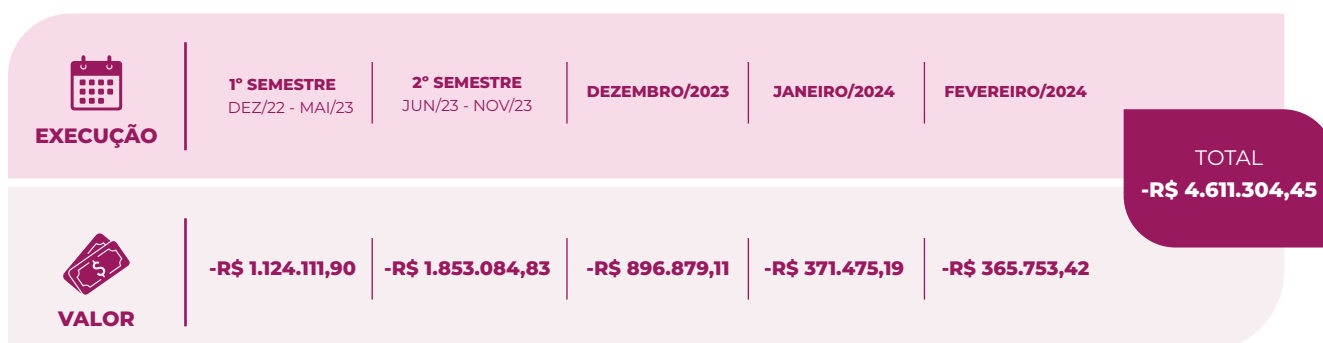 EXECUÇÃO
1º SEMESTRE
DEZ/22 - MAI/23
2º SEMESTRE
JUN/23 - NOV/23
DEZEMBRO/2023
JANEIRO/2024
FEVEREIRO/2024
TOTAL
-R$ 4.611.304,45
VALOR
-R$ 1.124.111,90
-R$ 1.853.084,83
-R$ 896.879,11
-R$ 371.475,19
-R$ 365.753,42